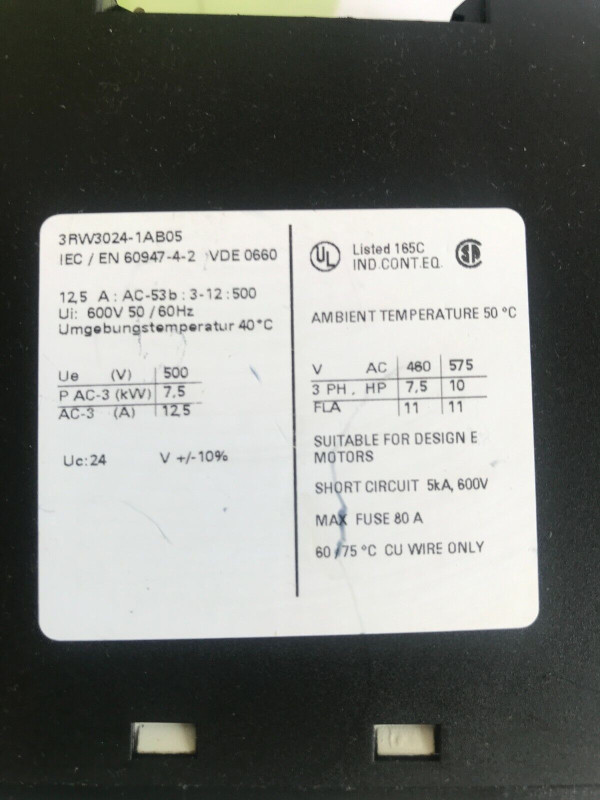 3RW3024-1AB05
IEC / EN 60947-4-2 VDE 0660
12,5 A : AC-53b : 3-12 : 500
Ui: 600V 50 / 60Hz
Umgebungstemperatur 40°C
Ue (V) 500
P AC-3 (kW) 7.5
AC-3 (A) 12,5
Uc: 24 V +/-10%
UL Listed 165C
IND.CONT.EQ.
AMBIENT TEMPERATURE 50 °C
V AC 460 575
3 PH , HP 7,5 10
FLA 11 11
SUITABLE FOR DESIGN E
MOTORS
SHORT CIRCUIT 5kA, 600V
MAX FUSE 80 A
60 /75 °C CU WIRE ONLY